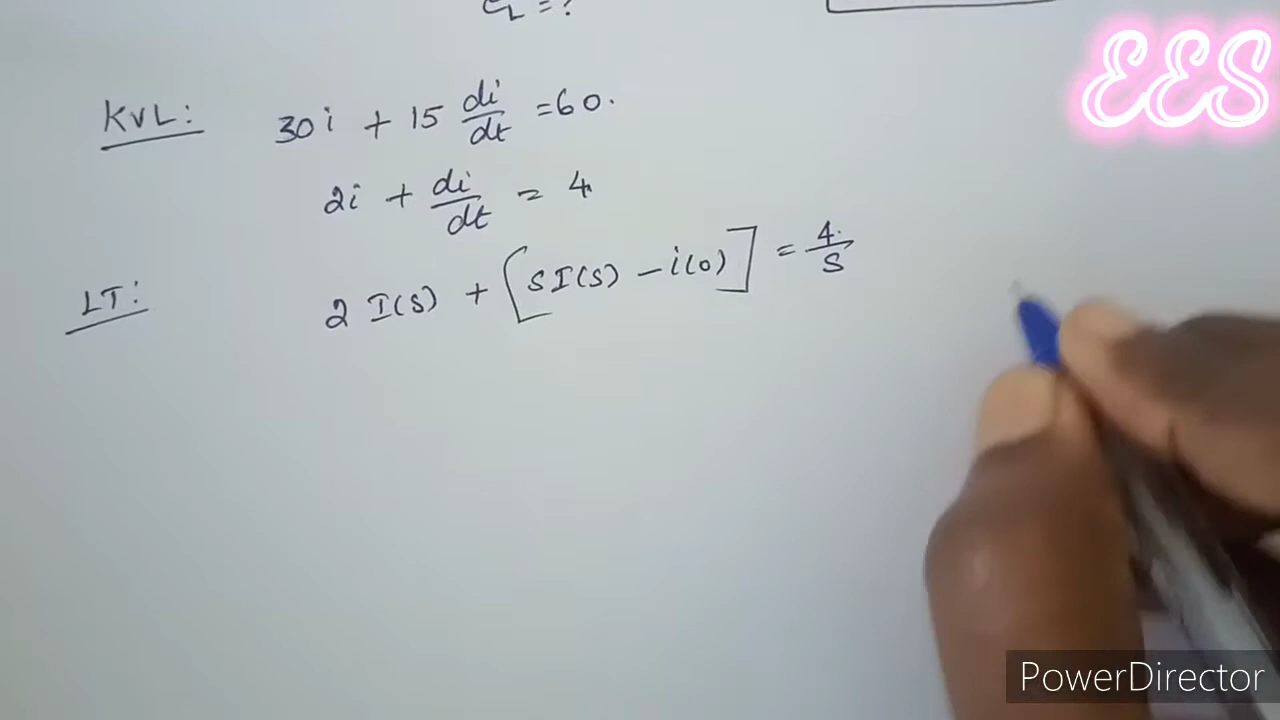 EES
KVL: 30i + 15 di/dt = 60.
2i + di/dt = 4
LT: 2 I(S) + [SI(S) - i(0)] = 4/S
PowerDirector